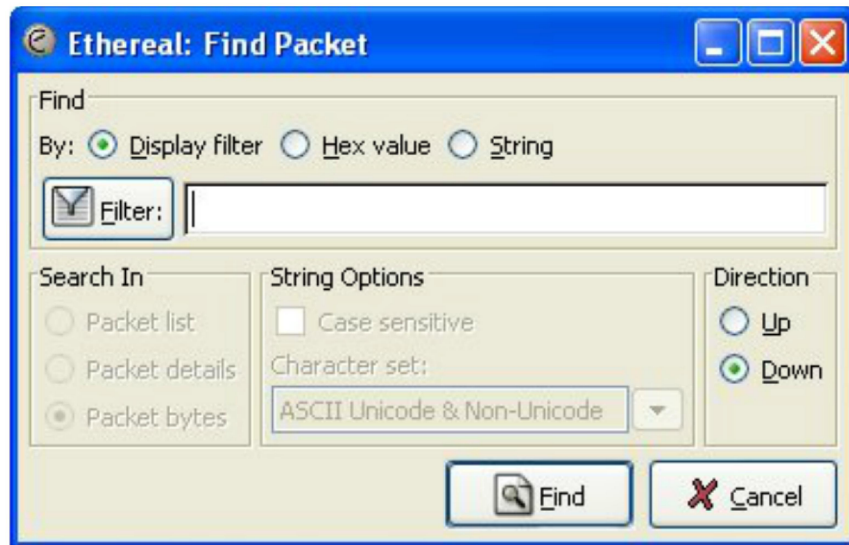 Ethereal: Find Packet
Find
By: Display filter Hex value String
Filter:
Search In
Packet list
Packet details
Packet bytes
String Options
Case sensitive
Character set:
ASCII Unicode & Non-Unicode
Direction
Up
Down
Find Cancel